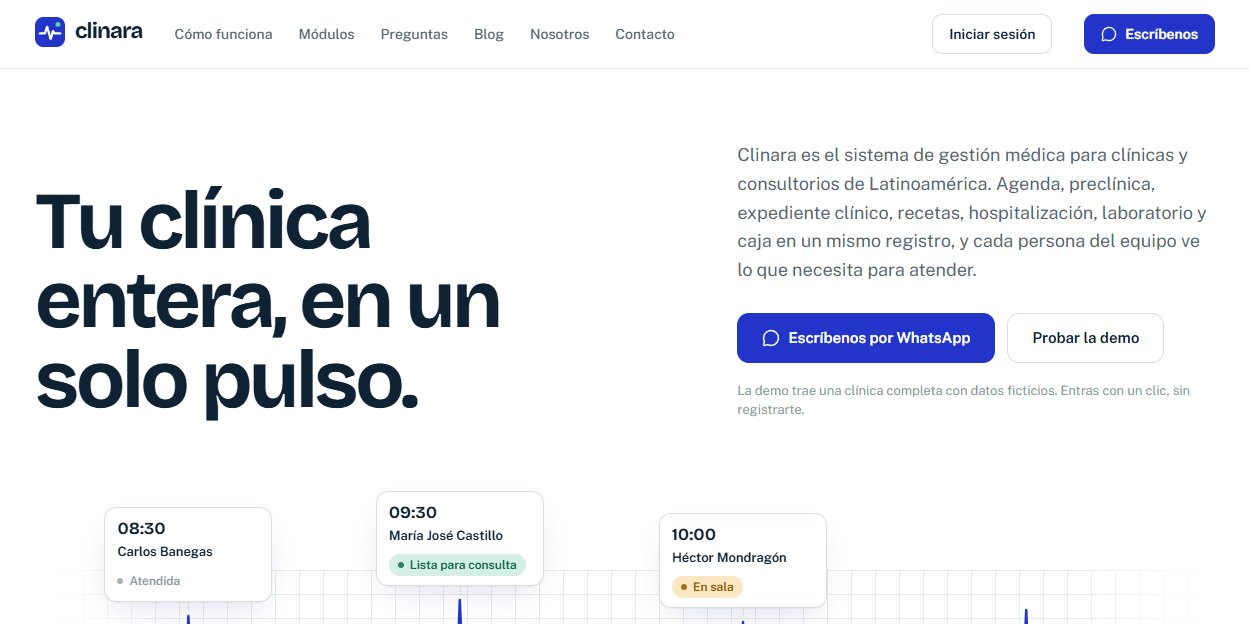 clinara
Cómo funciona
Módulos
Preguntas
Blog
Nosotros
Contacto
Iniciar sesión
Escríbenos
Tu clínica
entera, en un
solo pulso.
Clinara es el sistema de gestión médica para clínicas y
consultorios de Latinoamérica. Agenda, preclínica,
expediente clínico, recetas, hospitalización, laboratorio y
caja en un mismo registro, y cada persona del equipo ve
lo que necesita para atender.
Escríbenos por WhatsApp
Probar la demo
La demo trae una clínica completa con datos ficticios. Entras con un clic, sin
registrarte.
08:30
Carlos Banegas
Atendida
09:30
María José Castillo
Lista para consulta
10:00
Héctor Mondragón
En sala